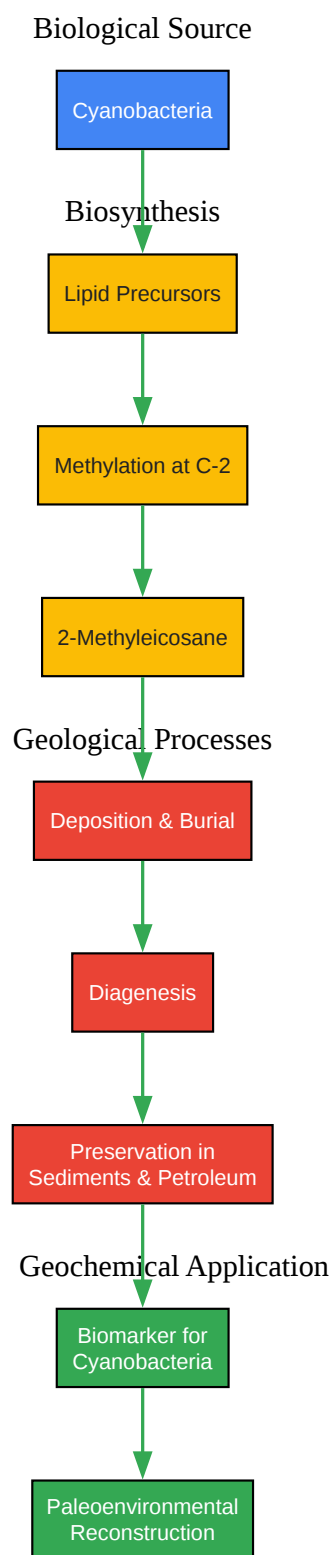 Biological Source
Cyanobacteria
Biosynthesis
Lipid Precursors
Methylation at C-2
2-Methyleicosane
Geological Processes
Deposition & Burial
Diagenesis
Preservation in
Sediments & Petroleum
Geochemical Application
Biomarker for
Cyanobacteria
Paleoenvironmental
Reconstruction